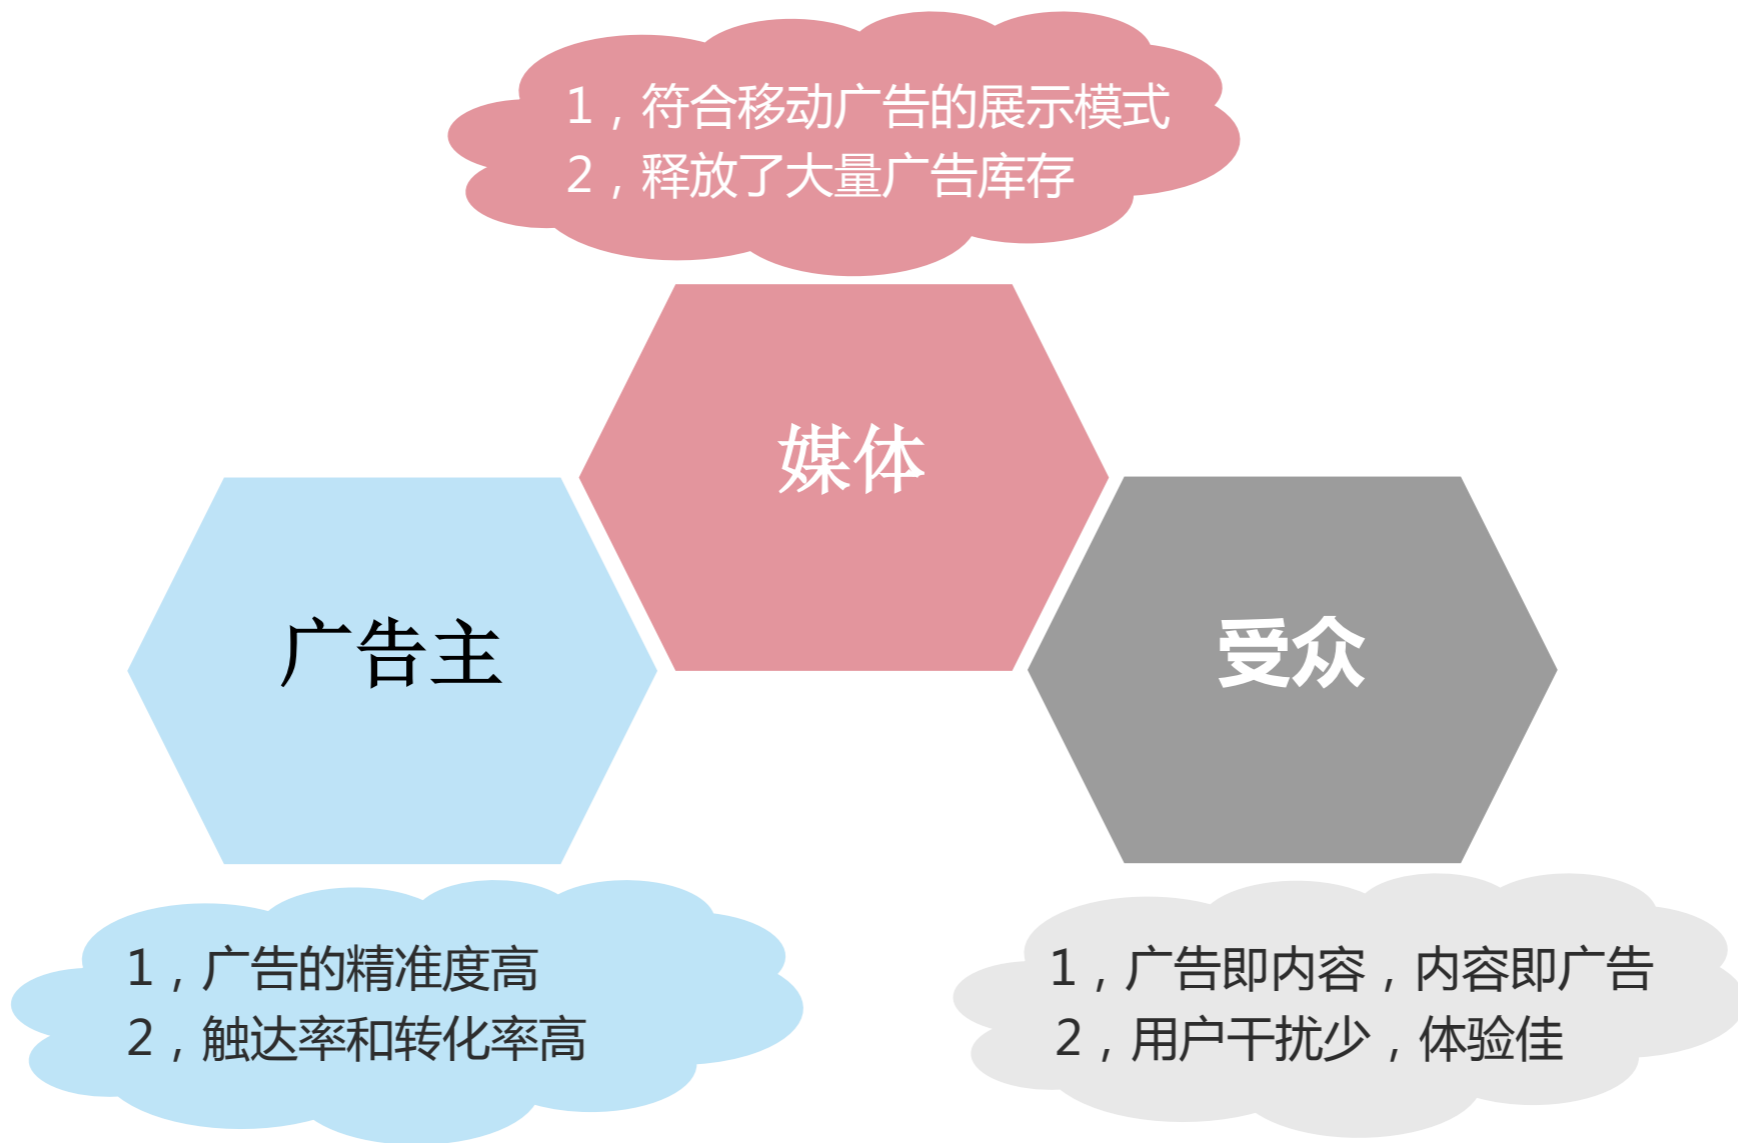 1，符合移动广告的展示模式
2，释放了大量广告库存
媒体
广告主
受众
1，广告的精准度高
2，触达率和转化率高
1，广告即内容，内容即广告
2，用户干扰少，体验佳